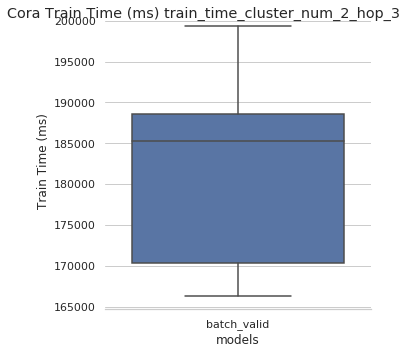 Cora Train Time (ms) train_time_cluster_num_2_hop_3
200000
195000
190000
185000
180000
175000
170000
165000
Train Time (ms)
batch_valid
models